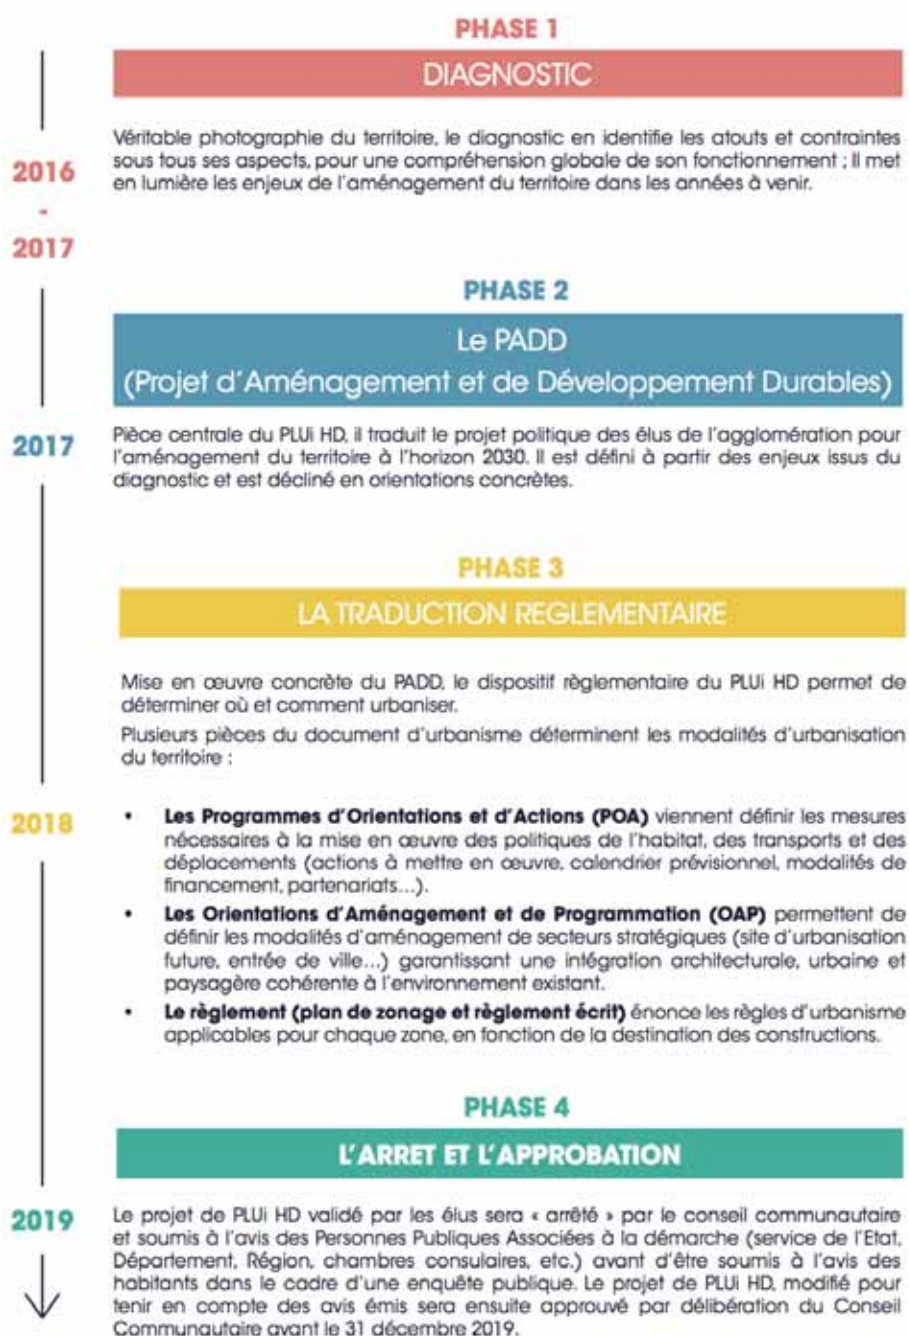 PHASE 1
DIAGNOSTIC
Véritable photographie du territoire, le diagnostic en identifie les atouts et contraintes
sous tous ses aspects, pour une compréhension globale de son fonctionnement ; Il met
en lumière les enjeux de l'aménagement du territoire dans les années à venir.
2016
-
2017
PHASE 2
Le PADD
(Projet d'Aménagement et de Développement Durables)
2017
Pièce centrale du PLUi HD, il traduit le projet politique des élus de l'agglomération pour
l'aménagement du territoire à l'horizon 2030. Il est défini à partir des enjeux issus du
diagnostic et est décliné en orientations concrètes.
PHASE 3
LA TRADUCTION REGLEMENTAIRE
Mise en œuvre concrète du PADD, le dispositif règlementaire du PLUi HD permet de
déterminer où et comment urbaniser.
Plusieurs pièces du document d'urbanisme déterminent les modalités d'urbanisation
du territoire :
2018
• Les Programmes d'Orientations et d'Actions (POA) viennent définir les mesures
nécessaires à la mise en œuvre des politiques de l'habitat, des transports et des
déplacements (actions à mettre en œuvre, calendrier prévisionnel, modalités de
financement, partenariats...).
• Les Orientations d'Aménagement et de Programmation (OAP) permettent de
définir les modalités d'aménagement de secteurs stratégiques (site d'urbanisation
future, entrée de ville...) garantissant une intégration architecturale, urbaine et
paysagère cohérente à l'environnement existant.
• Le règlement (plan de zonage et règlement écrit) énonce les règles d'urbanisme
applicables pour chaque zone, en fonction de la destination des constructions.
PHASE 4
L'ARRET ET L'APPROBATION
2019
Le projet de PLUi HD validé par les élus sera « arrêté » par le conseil communautaire
et soumis à l'avis des Personnes Publiques Associées à la démarche (service de l'Etat,
Département, Région, chambres consulaires, etc.) avant d'être soumis à l'avis des
habitants dans le cadre d'une enquête publique. Le projet de PLUi HD, modifié pour
tenir en compte des avis émis sera ensuite approuvé par délibération du Conseil
Communautaire avant le 31 décembre 2019.